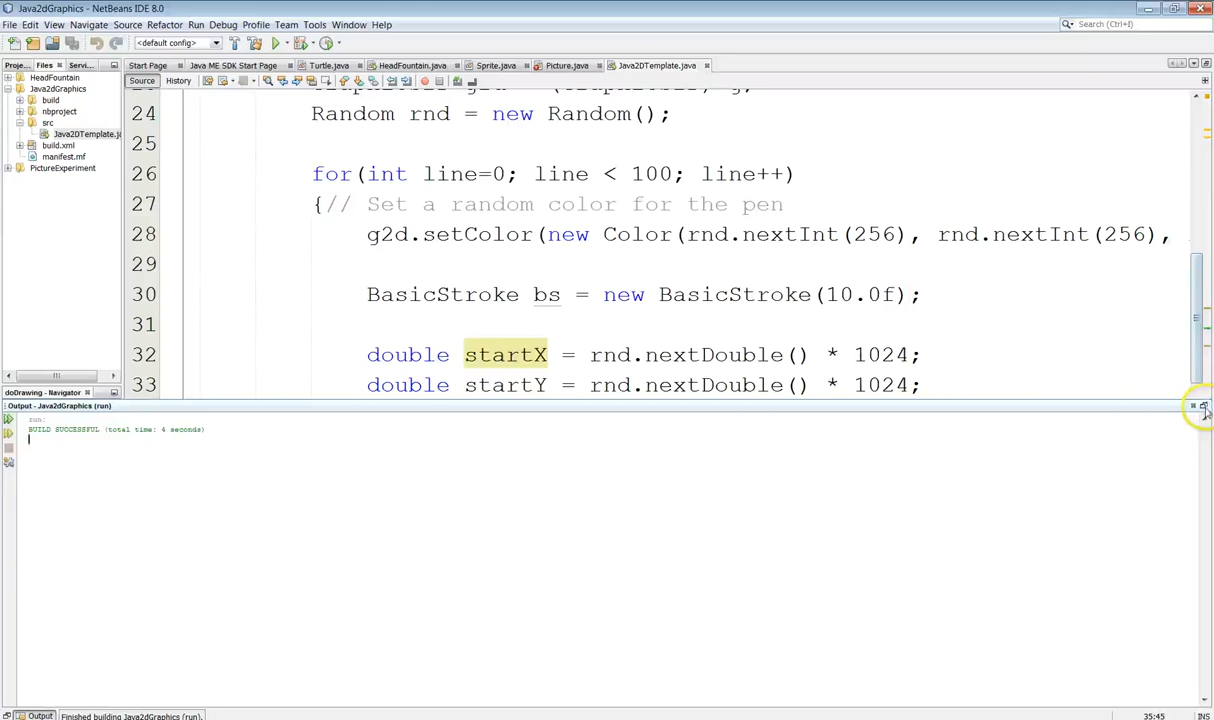 Java2dGraphics - NetBeans IDE 8.0
File Edit View Navigate Source Refactor Run Debug Profile Team Tools Window Help
Search (Ctrl+I)
<default config>
Proje... Files Servi...
Start Page Java ME SDK Start Page Turtle.java HeadFountain.java Sprite.java Picture.java Java2DTemplate.java
HeadFountain
Java2dGraphics
build
nbproject
src
Java2DTemplate.ja
build.xml
manifest.mf
PictureExperiment
Source History
24 Random rnd = new Random();
25
26 for(int line=0; line < 100; line++)
27 {// Set a random color for the pen
28 g2d.setColor(new Color(rnd.nextInt(256), rnd.nextInt(256),
29
30 BasicStroke bs = new BasicStroke(10.0f);
31
32 double startX = rnd.nextDouble() * 1024;
33 double startY = rnd.nextDouble() * 1024;
doDrawing - Navigator
Output - Java2dGraphics (run)
run:
BUILD SUCCESSFUL (total time: 4 seconds)
Output Finished building Java2dGraphics (run). 35:45 INS